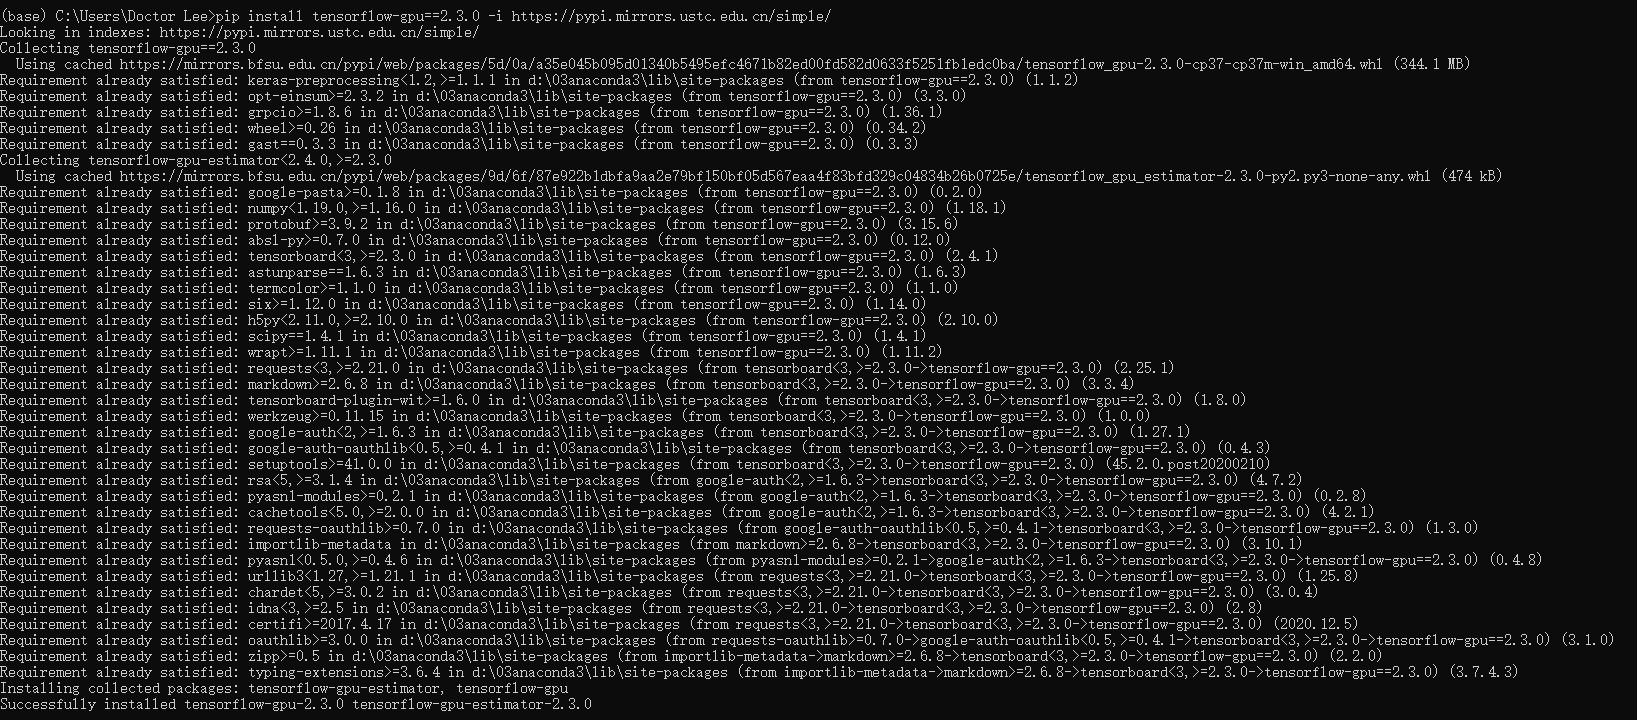 (base) C:\Users\Doctor Lee>pip install tensorflow-gpu==2.3.0 -i https://pypi.mirrors.ustc.edu.cn/simple/
Looking in indexes: https://pypi.mirrors.ustc.edu.cn/simple/
Collecting tensorflow-gpu==2.3.0
  Using cached https://mirrors.bfsu.edu.cn/pypi/web/packages/5d/0a/a35e045b095d01340b5495efc4671b82ed00fd582d0633f5251fb1edc0ba/tensorflow_gpu-2.3.0-cp37-cp37m-win_amd64.whl (344.1 MB)
Requirement already satisfied: keras-preprocessing<1.2,>=1.1.1 in d:\03anaconda3\lib\site-packages (from tensorflow-gpu==2.3.0) (1.1.2)
Requirement already satisfied: opt-einsum>=2.3.2 in d:\03anaconda3\lib\site-packages (from tensorflow-gpu==2.3.0) (3.3.0)
Requirement already satisfied: grpcio>=1.8.6 in d:\03anaconda3\lib\site-packages (from tensorflow-gpu==2.3.0) (1.36.1)
Requirement already satisfied: wheel>=0.26 in d:\03anaconda3\lib\site-packages (from tensorflow-gpu==2.3.0) (0.34.2)
Requirement already satisfied: gast==0.3.3 in d:\03anaconda3\lib\site-packages (from tensorflow-gpu==2.3.0) (0.3.3)
Collecting tensorflow-gpu-estimator<2.4.0,>=2.3.0
  Using cached https://mirrors.bfsu.edu.cn/pypi/web/packages/9d/6f/87e922b1dbfa9aa2e79bf150bf05d567eaa4f83bfd329c04834b26b0725e/tensorflow_gpu_estimator-2.3.0-py2.py3-none-any.whl (474 kB)
Requirement already satisfied: google-pasta>=0.1.8 in d:\03anaconda3\lib\site-packages (from tensorflow-gpu==2.3.0) (0.2.0)
Requirement already satisfied: numpy<1.19.0,>=1.16.0 in d:\03anaconda3\lib\site-packages (from tensorflow-gpu==2.3.0) (1.18.1)
Requirement already satisfied: protobuf>=3.9.2 in d:\03anaconda3\lib\site-packages (from tensorflow-gpu==2.3.0) (3.15.6)
Requirement already satisfied: absl-py>=0.7.0 in d:\03anaconda3\lib\site-packages (from tensorflow-gpu==2.3.0) (0.12.0)
Requirement already satisfied: tensorboard<3,>=2.3.0 in d:\03anaconda3\lib\site-packages (from tensorflow-gpu==2.3.0) (2.4.1)
Requirement already satisfied: astunparse==1.6.3 in d:\03anaconda3\lib\site-packages (from tensorflow-gpu==2.3.0) (1.6.3)
Requirement already satisfied: termcolor>=1.1.0 in d:\03anaconda3\lib\site-packages (from tensorflow-gpu==2.3.0) (1.1.0)
Requirement already satisfied: six>=1.12.0 in d:\03anaconda3\lib\site-packages (from tensorflow-gpu==2.3.0) (1.14.0)
Requirement already satisfied: h5py<2.11.0,>=2.10.0 in d:\03anaconda3\lib\site-packages (from tensorflow-gpu==2.3.0) (2.10.0)
Requirement already satisfied: scipy==1.4.1 in d:\03anaconda3\lib\site-packages (from tensorflow-gpu==2.3.0) (1.4.1)
Requirement already satisfied: wrapt>=1.11.1 in d:\03anaconda3\lib\site-packages (from tensorflow-gpu==2.3.0) (1.11.2)
Requirement already satisfied: requests<3,>=2.21.0 in d:\03anaconda3\lib\site-packages (from tensorboard<3,>=2.3.0->tensorflow-gpu==2.3.0) (2.25.1)
Requirement already satisfied: markdown>=2.6.8 in d:\03anaconda3\lib\site-packages (from tensorboard<3,>=2.3.0->tensorflow-gpu==2.3.0) (3.3.4)
Requirement already satisfied: tensorboard-plugin-wit>=1.6.0 in d:\03anaconda3\lib\site-packages (from tensorboard<3,>=2.3.0->tensorflow-gpu==2.3.0) (1.8.0)
Requirement already satisfied: werkzeug>=0.11.15 in d:\03anaconda3\lib\site-packages (from tensorboard<3,>=2.3.0->tensorflow-gpu==2.3.0) (1.0.0)
Requirement already satisfied: google-auth<2,>=1.6.3 in d:\03anaconda3\lib\site-packages (from tensorboard<3,>=2.3.0->tensorflow-gpu==2.3.0) (1.27.1)
Requirement already satisfied: google-auth-oauthlib<0.5,>=0.4.1 in d:\03anaconda3\lib\site-packages (from tensorboard<3,>=2.3.0->tensorflow-gpu==2.3.0) (0.4.3)
Requirement already satisfied: setuptools>=41.0.0 in d:\03anaconda3\lib\site-packages (from tensorboard<3,>=2.3.0->tensorflow-gpu==2.3.0) (45.2.0.post20200210)
Requirement already satisfied: rsa<5,>=3.1.4 in d:\03anaconda3\lib\site-packages (from google-auth<2,>=1.6.3->tensorboard<3,>=2.3.0->tensorflow-gpu==2.3.0) (4.7.2)
Requirement already satisfied: pyasn1-modules>=0.2.1 in d:\03anaconda3\lib\site-packages (from google-auth<2,>=1.6.3->tensorboard<3,>=2.3.0->tensorflow-gpu==2.3.0) (0.2.8)
Requirement already satisfied: cachetools<5.0,>=2.0.0 in d:\03anaconda3\lib\site-packages (from google-auth<2,>=1.6.3->tensorboard<3,>=2.3.0->tensorflow-gpu==2.3.0) (4.2.1)
Requirement already satisfied: requests-oauthlib>=0.7.0 in d:\03anaconda3\lib\site-packages (from google-auth-oauthlib<0.5,>=0.4.1->tensorboard<3,>=2.3.0->tensorflow-gpu==2.3.0) (1.3.0)
Requirement already satisfied: importlib-metadata in d:\03anaconda3\lib\site-packages (from markdown>=2.6.8->tensorboard<3,>=2.3.0->tensorflow-gpu==2.3.0) (3.10.1)
Requirement already satisfied: pyasn1<0.5.0,>=0.4.6 in d:\03anaconda3\lib\site-packages (from pyasn1-modules>=0.2.1->google-auth<2,>=1.6.3->tensorboard<3,>=2.3.0->tensorflow-gpu==2.3.0) (0.4.8)
Requirement already satisfied: urllib3<1.27,>=1.21.1 in d:\03anaconda3\lib\site-packages (from requests<3,>=2.21.0->tensorboard<3,>=2.3.0->tensorflow-gpu==2.3.0) (1.25.8)
Requirement already satisfied: chardet<5,>=3.0.2 in d:\03anaconda3\lib\site-packages (from requests<3,>=2.21.0->tensorboard<3,>=2.3.0->tensorflow-gpu==2.3.0) (3.0.4)
Requirement already satisfied: idna<3,>=2.5 in d:\03anaconda3\lib\site-packages (from requests<3,>=2.21.0->tensorboard<3,>=2.3.0->tensorflow-gpu==2.3.0) (2.8)
Requirement already satisfied: certifi>=2017.4.17 in d:\03anaconda3\lib\site-packages (from requests<3,>=2.21.0->tensorboard<3,>=2.3.0->tensorflow-gpu==2.3.0) (2020.12.5)
Requirement already satisfied: oauthlib>=3.0.0 in d:\03anaconda3\lib\site-packages (from requests-oauthlib>=0.7.0->google-auth-oauthlib<0.5,>=0.4.1->tensorboard<3,>=2.3.0->tensorflow-gpu==2.3.0) (3.1.0)
Requirement already satisfied: zipp>=0.5 in d:\03anaconda3\lib\site-packages (from importlib-metadata->markdown>=2.6.8->tensorboard<3,>=2.3.0->tensorflow-gpu==2.3.0) (2.2.0)
Requirement already satisfied: typing-extensions>=3.6.4 in d:\03anaconda3\lib\site-packages (from importlib-metadata->markdown>=2.6.8->tensorboard<3,>=2.3.0->tensorflow-gpu==2.3.0) (3.7.4.3)
Installing collected packages: tensorflow-gpu-estimator, tensorflow-gpu
Successfully installed tensorflow-gpu-2.3.0 tensorflow-gpu-estimator-2.3.0